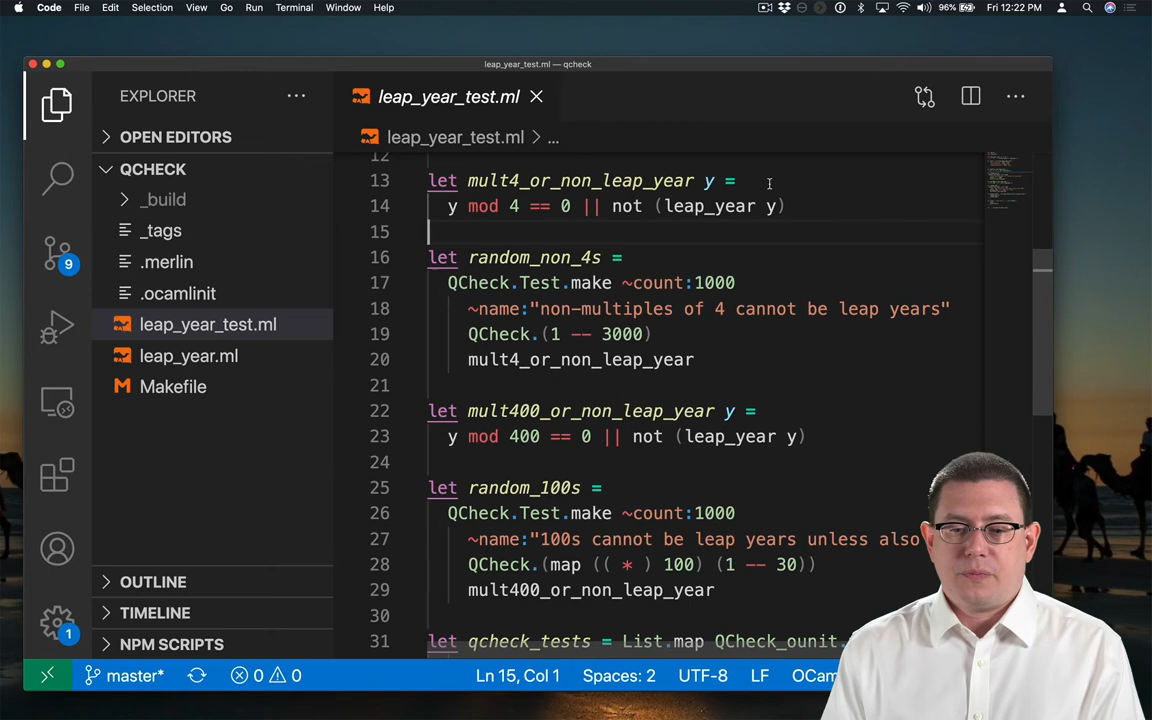 Code File Edit Selection View Go Run Terminal Window Help 96% Fri 12:22 PM
leap_year_test.ml — qcheck
EXPLORER
leap_year_test.ml
OPEN EDITORS
leap_year_test.ml > ...
QCHECK
_build
_tags
.merlin
.ocamlinit
leap_year_test.ml
leap_year.ml
Makefile
OUTLINE
TIMELINE
NPM SCRIPTS
9
1
12
13 let mult4_or_non_leap_year y =
14 y mod 4 == 0 || not (leap_year y)
15
16 let random_non_4s =
17 QCheck.Test.make ~count:1000
18 ~name:"non-multiples of 4 cannot be leap years"
19 QCheck.(1 -- 3000)
20 mult4_or_non_leap_year
21
22 let mult400_or_non_leap_year y =
23 y mod 400 == 0 || not (leap_year y)
24
25 let random_100s =
26 QCheck.Test.make ~count:1000
27 ~name:"100s cannot be leap years unless also
28 QCheck.(map (( * ) 100) (1 -- 30))
29 mult400_or_non_leap_year
30
31 let qcheck_tests = List.map QCheck_ounit.
master* 0 0 Ln 15, Col 1 Spaces: 2 UTF-8 LF OCam